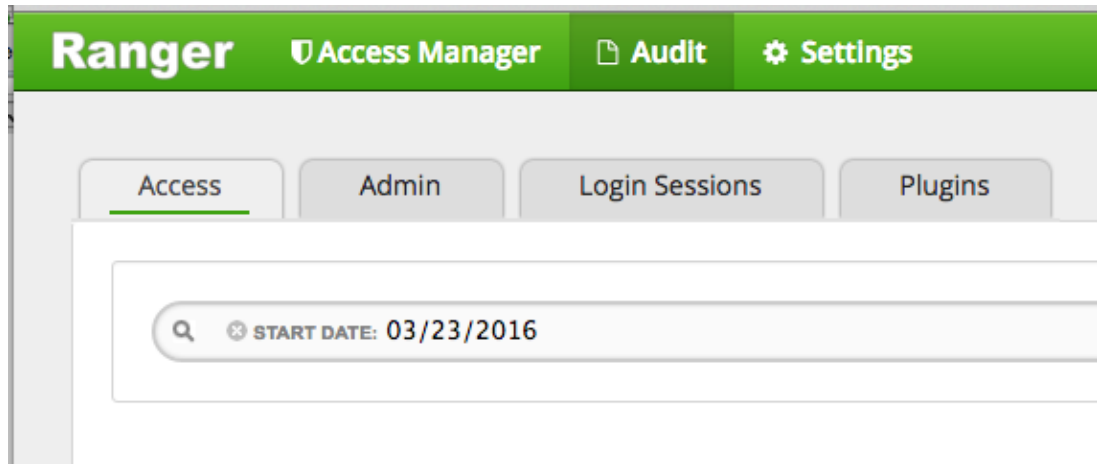 Ranger Access Manager Audit Settings
Access Admin Login Sessions Plugins
START DATE: 03/23/2016